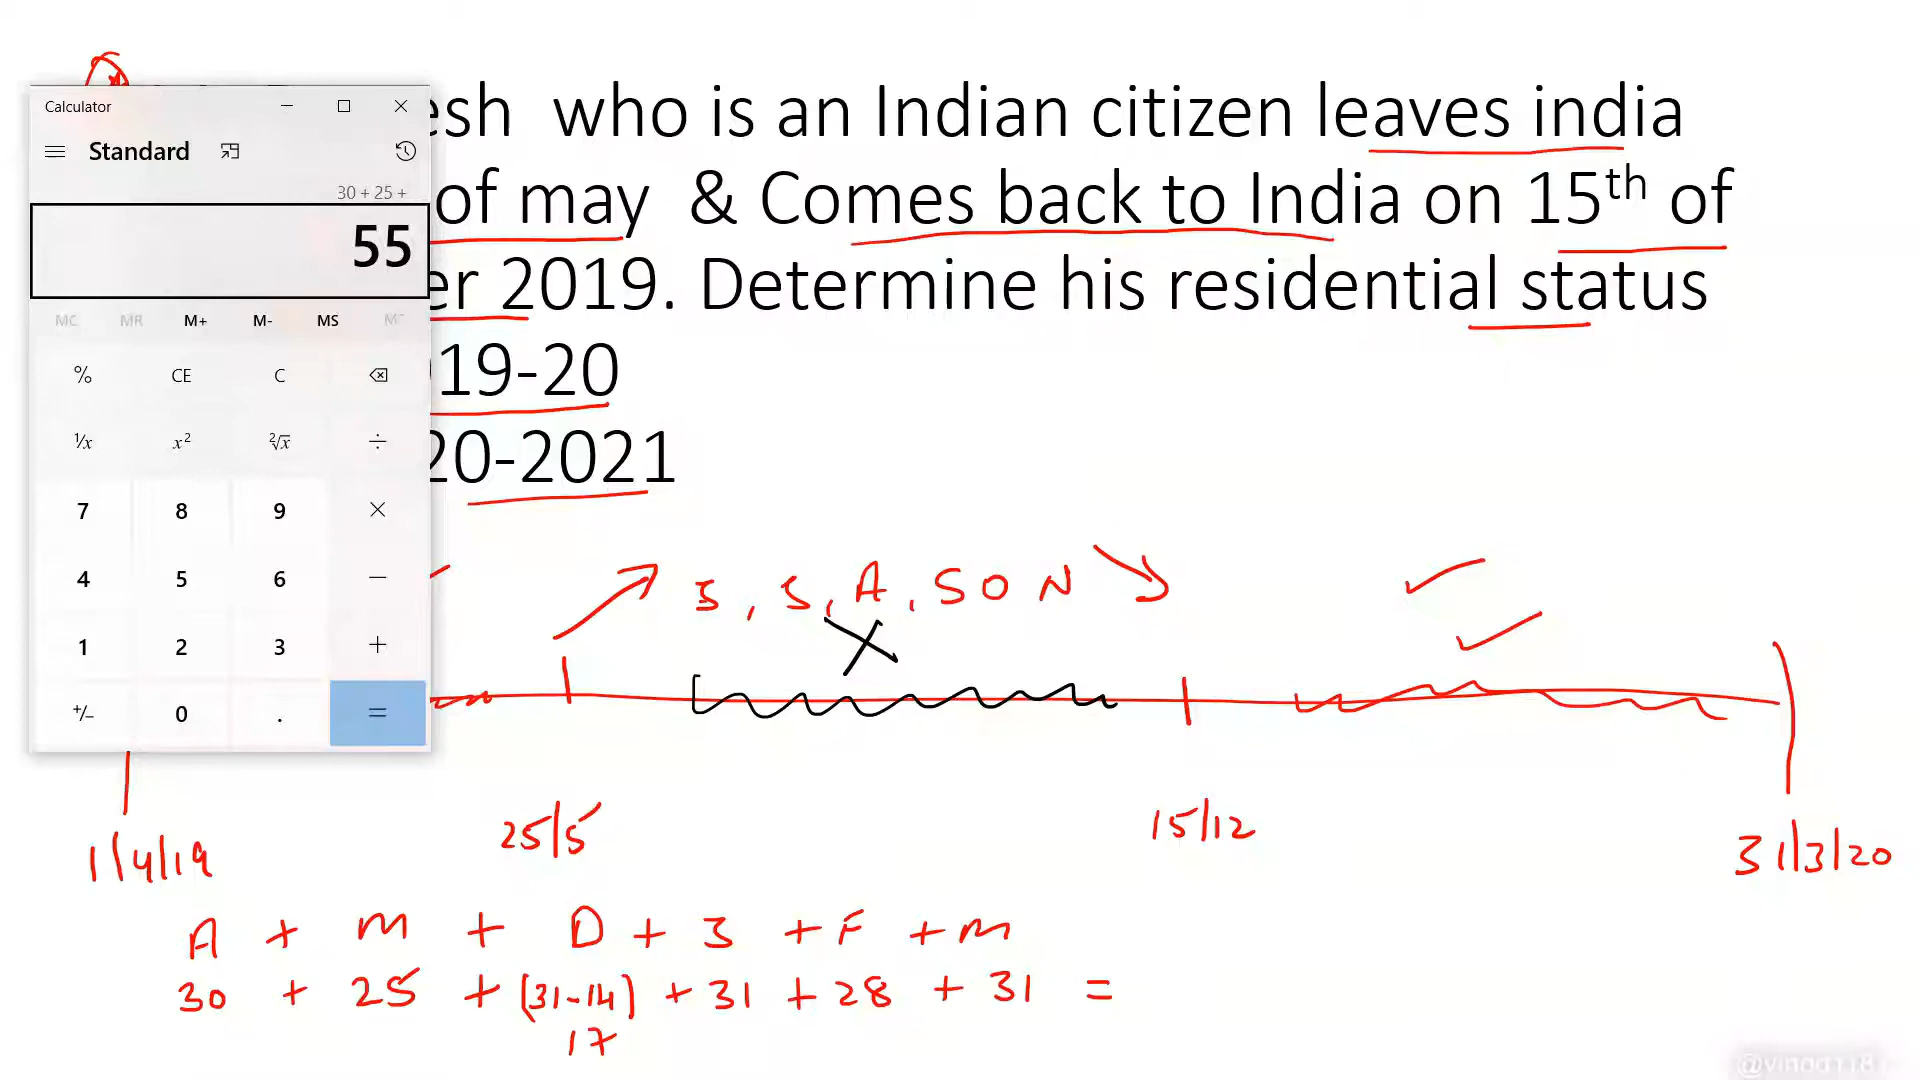 Calculator
Standard
30 + 25 +
55
MC MR M+ M- MS
% CE C
¹/x x² ²√x ÷
7 8 9 ×
4 5 6 −
1 2 3 +
+/− 0 . =
esh who is an Indian citizen leaves india
of may & Comes back to India on 15th of
er 2019. Determine his residential status
19-20
20-2021
J, J, A, S O N
1/4/19 25/5 15/12 31/3/20
A + M + D + J + F + M
30 + 25 + (31-14) + 31 + 28 + 31 =
17